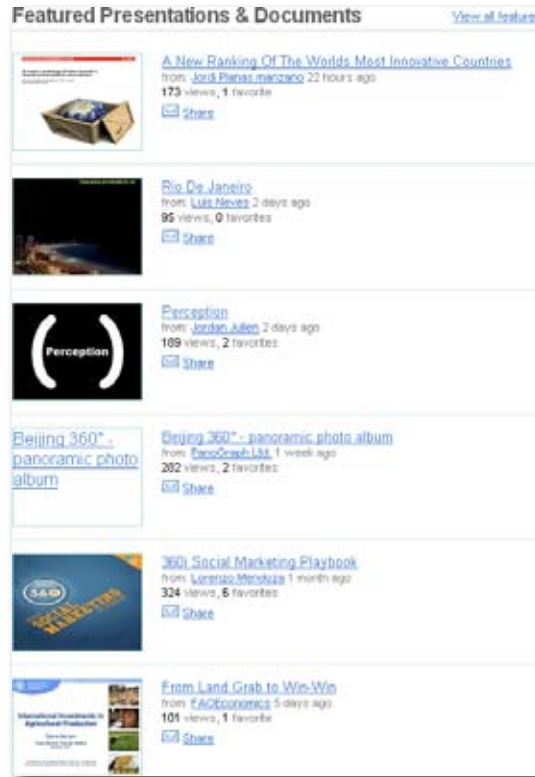 Featured Presentations & Documents
View all feature
A New Ranking Of The Worlds Most Innovative Countries
from: Jordi Planas manzano 22 hours ago
173 views, 1 favorite
Share
Rio De Janeiro
from: Luis Neves 2 days ago
95 views, 0 favorites
Share
Perception
Perception
from: Jordan Julien 2 days ago
189 views, 2 favorites
Share
Beijing 360° -
panoramic photo
album
Beijing 360° - panoramic photo album
from: PanoGraph Ltd. 1 week ago
282 views, 2 favorites
Share
360
SOCIAL
MARKETING
360i Social Marketing Playbook
from: Lorenzo Mendoza 1 month ago
324 views, 6 favorites
Share
International Investments in
Agricultural Production
From Land Grab to Win-Win
from: FAOEconomics 5 days ago
101 views, 1 favorite
Share